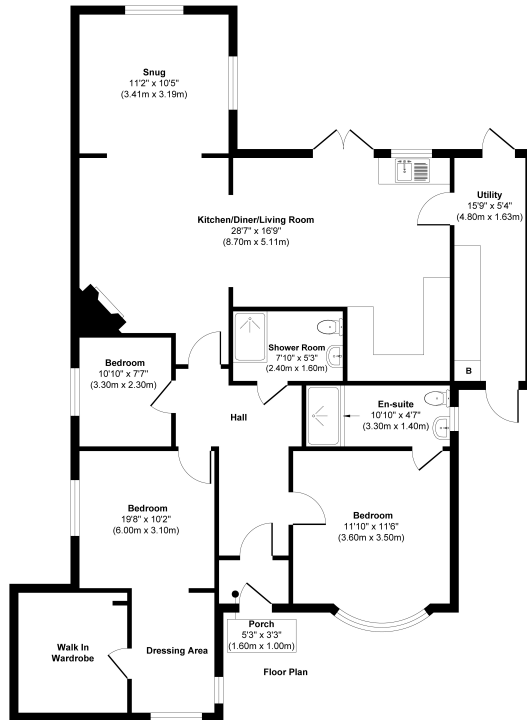 Snug
11'2" x 10'5"
(3.41m x 3.19m)
Utility
15'9" x 5'4"
(4.80m x 1.63m)
Kitchen/Diner/Living Room
28'7" x 16'9"
(8.70m x 5.11m)
Shower Room
7'10" x 5'3"
(2.40m x 1.60m)
Bedroom
10'10" x 7'7"
(3.30m x 2.30m)
B
Hall
En-suite
10'10" x 4'7"
(3.30m x 1.40m)
Bedroom
19'8" x 10'2"
(6.00m x 3.10m)
Bedroom
11'10" x 11'6"
(3.60m x 3.50m)
Porch
5'3" x 3'3"
(1.60m x 1.00m)
Walk In
Wardrobe
Dressing Area
Floor Plan